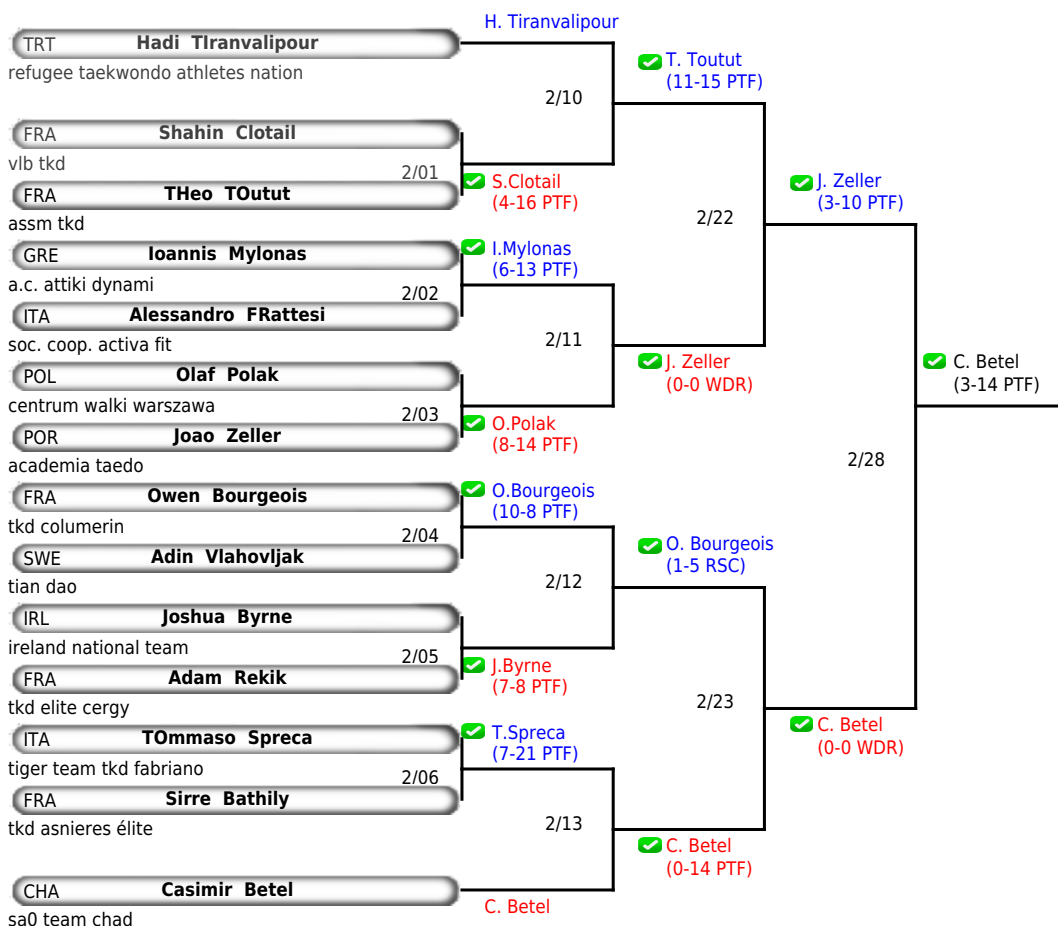 H. Tiranvalipour
TRT Hadi TIranvalipour
refugee taekwondo athletes nation
T. Toutut
(11-15 PTF)
2/10
FRA Shahin Clotail
vlb tkd
2/01
S.Clotail
(4-16 PTF)
FRA THeo TOutut
assm tkd
J. Zeller
(3-10 PTF)
2/22
GRE Ioannis Mylonas
I.Mylonas
(6-13 PTF)
a.c. attiki dynami
2/02
ITA Alessandro FRattesi
soc. coop. activa fit
2/11
J. Zeller
(0-0 WDR)
C. Betel
(3-14 PTF)
POL Olaf Polak
centrum walki warszawa
2/03
O.Polak
(8-14 PTF)
POR Joao Zeller
academia taedo
2/28
FRA Owen Bourgeois
O.Bourgeois
(10-8 PTF)
tkd columerin
2/04
SWE Adin Vlahovljak
tian dao
O. Bourgeois
(1-5 RSC)
2/12
IRL Joshua Byrne
ireland national team
2/05
J.Byrne
(7-8 PTF)
FRA Adam Rekik
tkd elite cergy
2/23
C. Betel
(0-0 WDR)
ITA TOmmaso Spreca
T.Spreca
(7-21 PTF)
tiger team tkd fabriano
2/06
FRA Sirre Bathily
tkd asnieres élite
2/13
C. Betel
(0-14 PTF)
CHA Casimir Betel
C. Betel
sa0 team chad